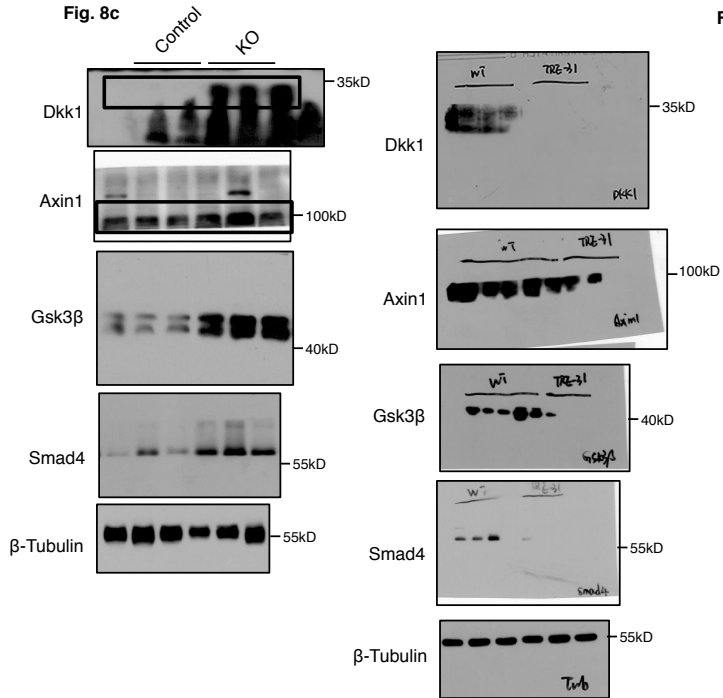 Fig. 8c
F
Control
KO
Dkk1
35kD
Axin1
100kD
Gsk3β
40kD
Smad4
55kD
β-Tubulin
55kD
WT
TRE-31
Dkk1
35kD
DKK1
WT
TRE-31
Axin1
100kD
Axin1
WT
TRE-31
Gsk3β
40kD
GSK3β
WT
TRE-31
Smad4
55kD
Smad4
β-Tubulin
55kD
Tub